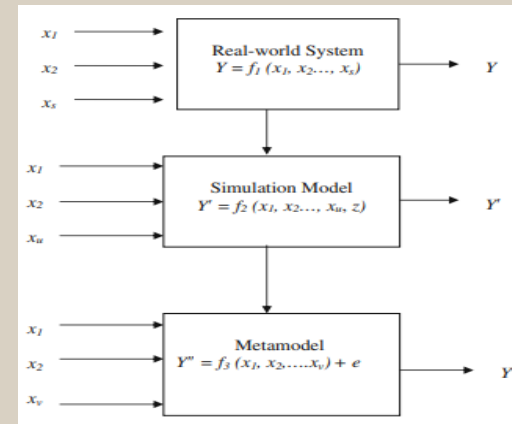 x1
Real-world System
x2
Y = f1 (x1, x2..., xs)
Y
xs
x1
Simulation Model
x2
Y' = f2 (x1, x2..., xu, z)
Y'
xu
x1
Metamodel
x2
Y" = f3 (x1, x2,....xv) + e
Y
xv